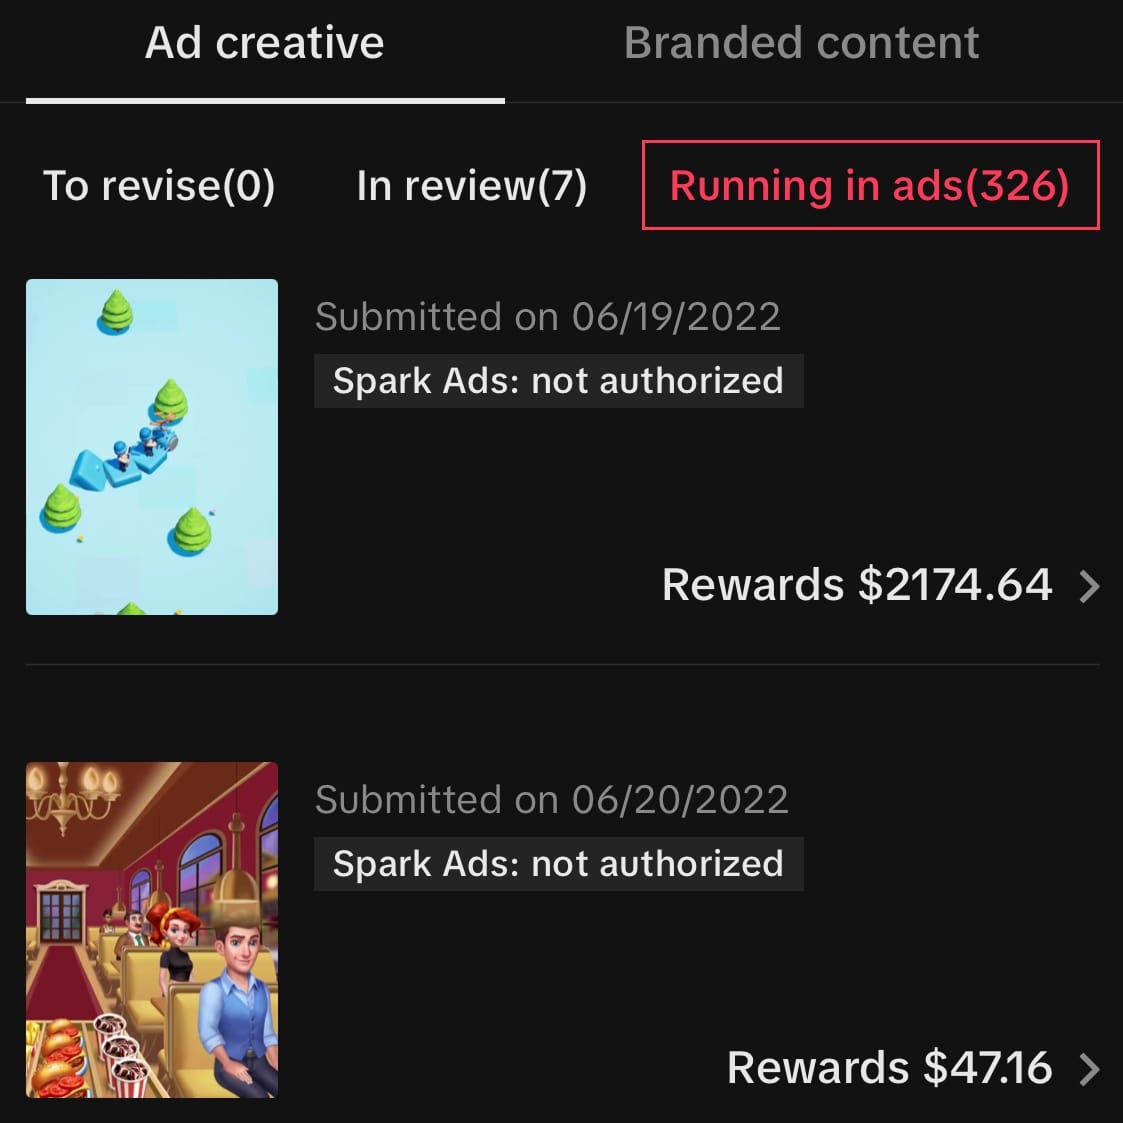 Ad creative
Branded content
To revise(0)
In review(7)
Running in ads(326)
Submitted on 06/19/2022
Spark Ads: not authorized
Rewards $2174.64
Submitted on 06/20/2022
Spark Ads: not authorized
Rewards $47.16